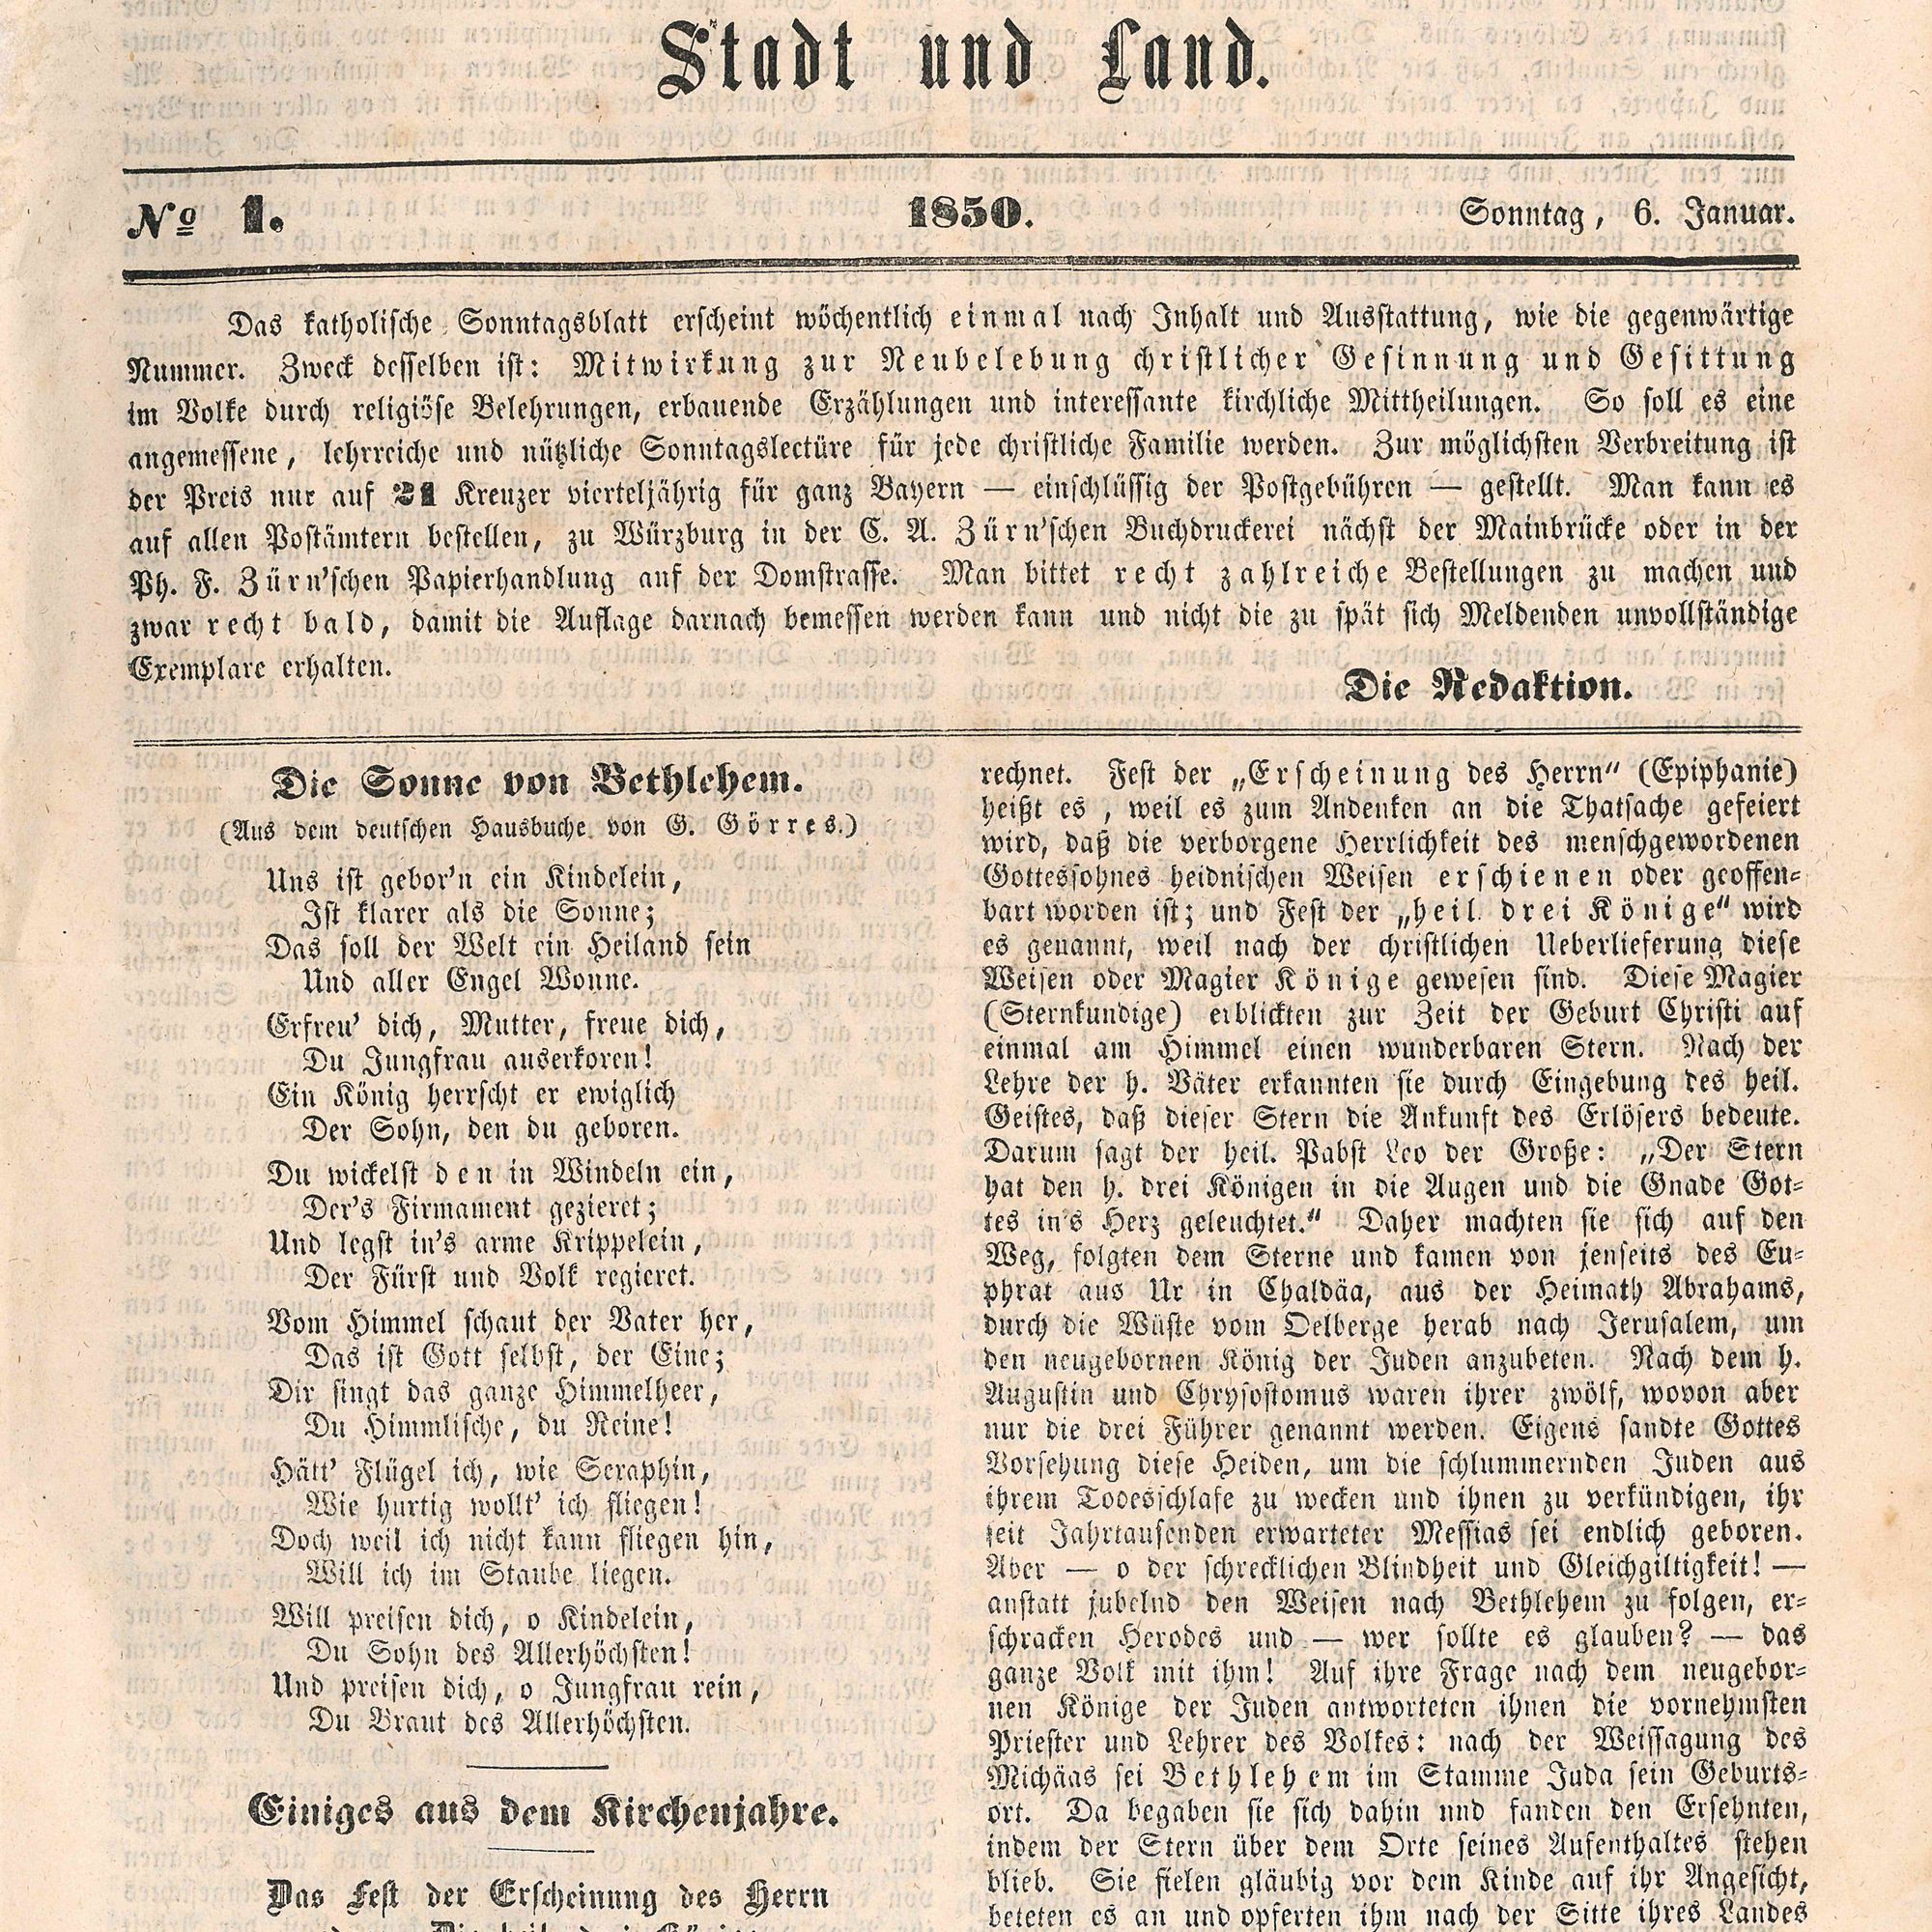 Stadt und Land.
No 1.
1850.
Sonntag, 6. Januar.
Das katholische Sonntagsblatt erscheint wöchentlich einmal nach Inhalt und Ausstattung, wie die gegenwärtige
Nummer. Zweck desselben ist: Mitwirkung zur Neubelebung christlicher Gesinnung und Gesittung
im Volke durch religiöse Belehrungen, erbauende Erzählungen und interessante kirchliche Mittheilungen. So soll es eine
angemessene, lehrreiche und nützliche Sonntagslectüre für jede christliche Familie werden. Zur möglichsten Verbreitung ist
der Preis nur auf 21 Kreuzer vierteljährig für ganz Bayern — einschlüssig der Postgebühren — gestellt. Man kann es
auf allen Postämtern bestellen, zu Würzburg in der C. A. Zürn'schen Buchdruckerei nächst der Mainbrücke oder in der
Ph. F. Zürn'schen Papierhandlung auf der Domstrasse. Man bittet recht zahlreiche Bestellungen zu machen und
zwar recht bald, damit die Auflage darnach bemessen werden kann und nicht die zu spät sich Meldenden unvollständige
Exemplare erhalten.
Die Redaktion.
Die Sonne von Bethlehem.
(Aus dem deutschen Hausbuche von G. Görres.)
Uns ist gebor'n ein Kindelein,
Ist klarer als die Sonne;
Das soll der Welt ein Heiland sein
Und aller Engel Wonne.
Erfreu' dich, Mutter, freue dich,
Du Jungfrau auserkoren!
Ein König herrscht er ewiglich
Der Sohn, den du geboren.
Du wickelst den in Windeln ein,
Der's Firmament gezieret;
Und legst in's arme Krippelein,
Der Fürst und Volk regieret.
Vom Himmel schaut der Vater her,
Das ist Gott selbst, der Eine;
Dir singt das ganze Himmelheer,
Du Himmlische, du Reine!
Hätt' Flügel ich, wie Seraphin,
Wie hurtig wollt' ich fliegen!
Doch weil ich nicht kann fliegen hin,
Will ich im Staube liegen.
Will preisen dich, o Kindelein,
Du Sohn des Allerhöchsten!
Und preisen dich, o Jungfrau rein,
Du Braut des Allerhöchsten.
Einiges aus dem Kirchenjahre.
Das Fest der Erscheinung des Herrn
rechnet. Fest der „Erscheinung des Herrn“ (Epiphanie)
heißt es, weil es zum Andenken an die Thatsache gefeiert
wird, daß die verborgene Herrlichkeit des menschgewordenen
Gottessohnes heidnischen Weisen erschienen oder geoffen-
bart worden ist; und Fest der „heil. drei Könige“ wird
es genannt, weil nach der christlichen Ueberlieferung diese
Weisen oder Magier Könige gewesen sind. Diese Magier
(Sternkundige) erblickten zur Zeit der Geburt Christi auf
einmal am Himmel einen wunderbaren Stern. Nach der
Lehre der h. Väter erkannten sie durch Eingebung des heil.
Geistes, daß dieser Stern die Ankunft des Erlösers bedeute.
Darum sagt der heil. Pabst Leo der Große: „Der Stern
hat den h. drei Königen in die Augen und die Gnade Got-
tes in's Herz geleuchtet.“ Daher machten sie sich auf den
Weg, folgten dem Sterne und kamen von jenseits des Eu-
phrat aus Ur in Chaldäa, aus der Heimath Abrahams,
durch die Wüste vom Oelberge herab nach Jerusalem, um
den neugebornen König der Juden anzubeten. Nach dem h.
Augustin und Chrysostomus waren ihrer zwölf, wovon aber
nur die drei Führer genannt werden. Eigens sandte Gottes
Vorsehung diese Heiden, um die schlummernden Juden aus
ihrem Todesschlafe zu wecken und ihnen zu verkündigen, ihr
seit Jahrtausenden erwarteter Messias sei endlich geboren.
Aber — o der schrecklichen Blindheit und Gleichgiltigkeit! —
anstatt jubelnd den Weisen nach Bethlehem zu folgen, er-
schracken Herodes und — wer sollte es glauben? — das
ganze Volk mit ihm! Auf ihre Frage nach dem neugebor-
nen Könige der Juden antworteten ihnen die vornehmsten
Priester und Lehrer des Volkes: nach der Weissagung des
Michäas sei Bethlehem im Stamme Juda sein Geburts-
ort. Da begaben sie sich dahin und fanden den Ersehnten,
indem der Stern über dem Orte seines Aufenthaltes stehen
blieb. Sie fielen gläubig vor dem Kinde auf ihr Angesicht,
beteten es an und opferten ihm nach der Sitte ihres Landes